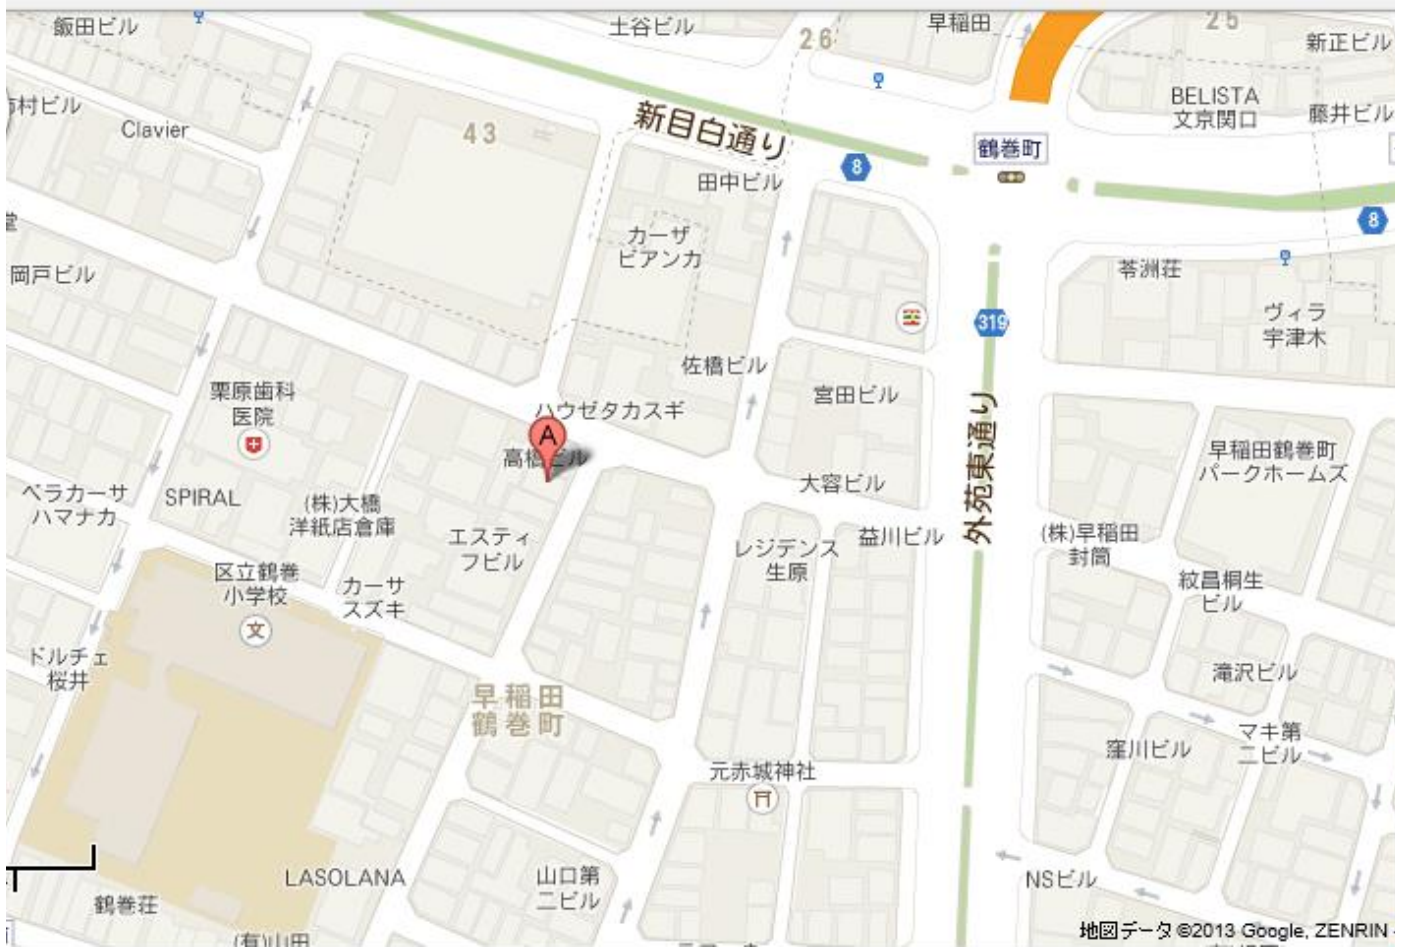 飯田ビル
土谷ビル
26
早稲田
25
新正ビル
村ビル
Clavier
43
新目白通り
8
鶴巻町
BELISTA
文京関口
藤井ビル
田中ビル
8
岡戸ビル
カーザ
ビアンカ
苓洲荘
319
ヴィラ
宇津木
栗原歯科
医院
佐橋ビル
宮田ビル
ハウゼタカスギ
A
高橋ビル
外苑東通り
早稲田鶴巻町
パークホームズ
ベラカーサ
ハマナカ
SPIRAL
(株)大橋
洋紙店倉庫
大容ビル
エスティ
フビル
レジデンス
生原
益川ビル
(株)早稲田
封筒
区立鶴巻
小学校
文
カーサ
スズキ
紋昌桐生
ビル
ドルチェ
桜井
早稲田
鶴巻町
滝沢ビル
元赤城神社
窪川ビル
マキ第
二ビル
LASOLANA
山口第
二ビル
NSビル
鶴巻荘
(有)山田
地図データ ©2013 Google, ZENRIN -